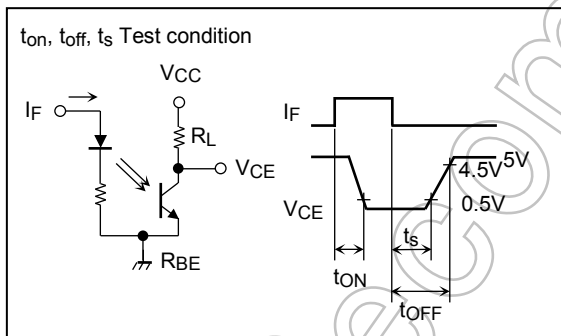 ton, toff, ts Test condition
VCC
IF
RL
VCE
RBE
IF
5V
4.5V
0.5V
VCE
ts
tON
tOFF
com